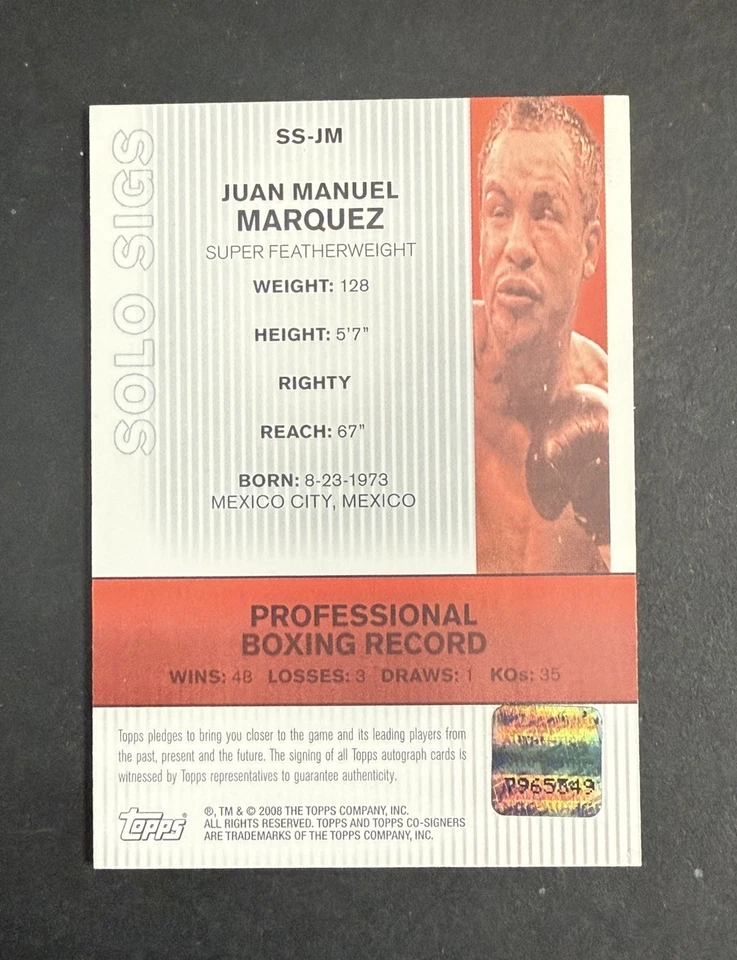 SOLO SIGS
SS-JM
JUAN MANUEL
MARQUEZ
SUPER FEATHERWEIGHT
WEIGHT: 128
HEIGHT: 5'7"
RIGHTY
REACH: 67"
BORN: 8-23-1973
MEXICO CITY, MEXICO
PROFESSIONAL
BOXING RECORD
WINS: 48 LOSSES: 3 DRAWS: 1 KOs: 35
Topps pledges to bring you closer to the game and its leading players from
the past, present and the future. The signing of all Topps autograph cards is
witnessed by Topps representatives to guarantee authenticity.
topps
®, TM & © 2008 THE TOPPS COMPANY, INC.
ALL RIGHTS RESERVED. TOPPS AND TOPPS CO-SIGNERS
ARE TRADEMARKS OF THE TOPPS COMPANY, INC.